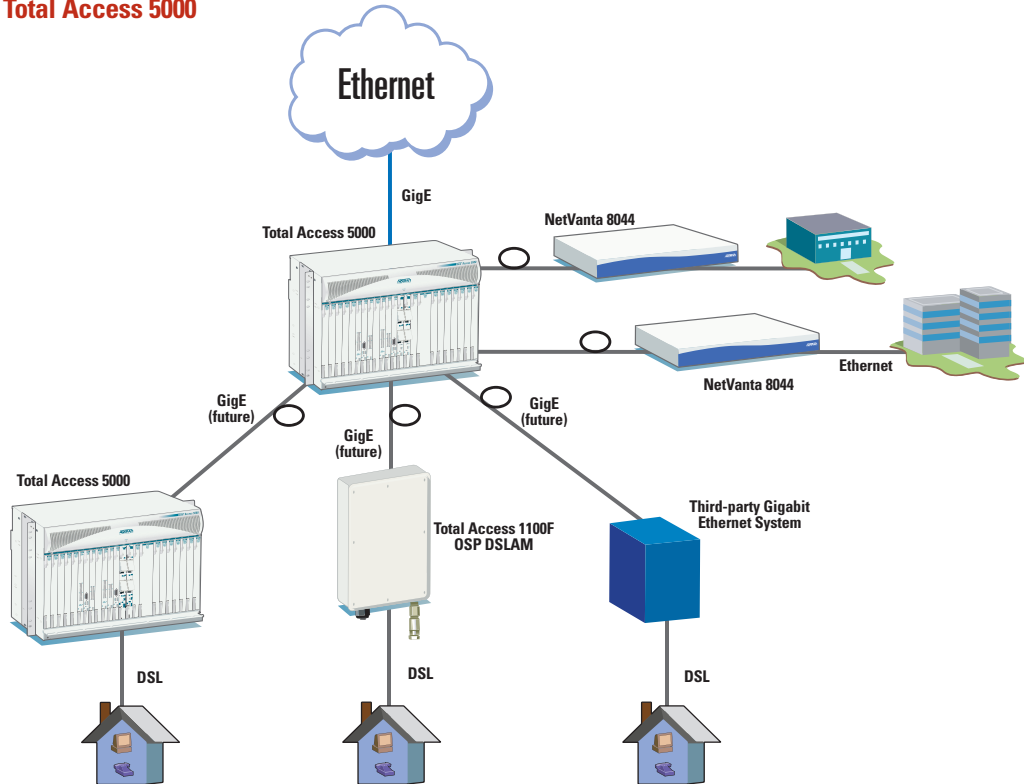 Total Access 5000
Ethernet
GigE
Total Access 5000
NetVanta 8044
NetVanta 8044
Ethernet
GigE
(future)
GigE
(future)
GigE
(future)
Total Access 5000
Total Access 1100F
OSP DSLAM
Third-party Gigabit
Ethernet System
DSL
DSL
DSL